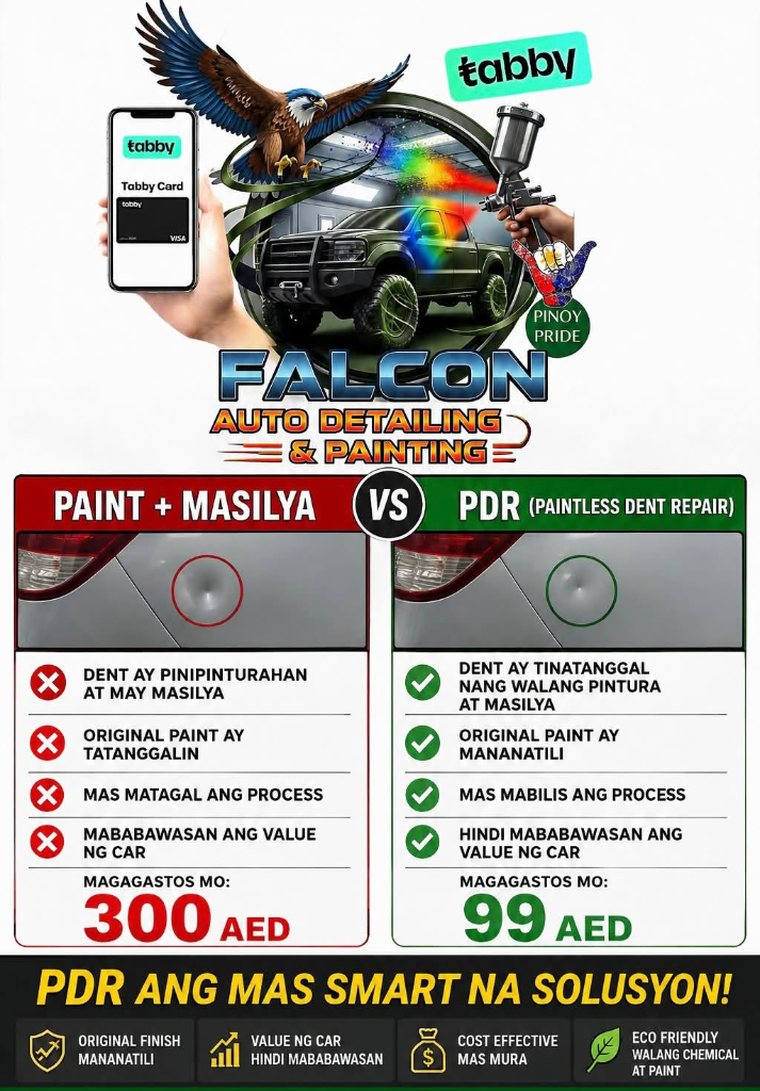 tabby
tabby
Tabby Card
tabby
VISA
PINOY
PRIDE
FALCON
AUTO DETAILING
& PAINTING
PAINT + MASILYA
VS
PDR (PAINTLESS DENT REPAIR)
DENT AY PINIPINTURAHAN
AT MAY MASILYA
ORIGINAL PAINT AY
TATANGGALIN
MAS MATAGAL ANG PROCESS
MABABAWASAN ANG VALUE
NG CAR
MAGAGASTOS MO:
300 AED
DENT AY TINATANGGAL
NANG WALANG PINTURA
AT MASILYA
ORIGINAL PAINT AY
MANANATILI
MAS MABILIS ANG PROCESS
HINDI MABABAWASAN ANG
VALUE NG CAR
MAGAGASTOS MO:
99 AED
PDR ANG MAS SMART NA SOLUSYON!
ORIGINAL FINISH
MANANATILI
VALUE NG CAR
HINDI MABABAWASAN
COST EFFECTIVE
MAS MURA
ECO FRIENDLY
WALANG CHEMICAL
AT PAINT